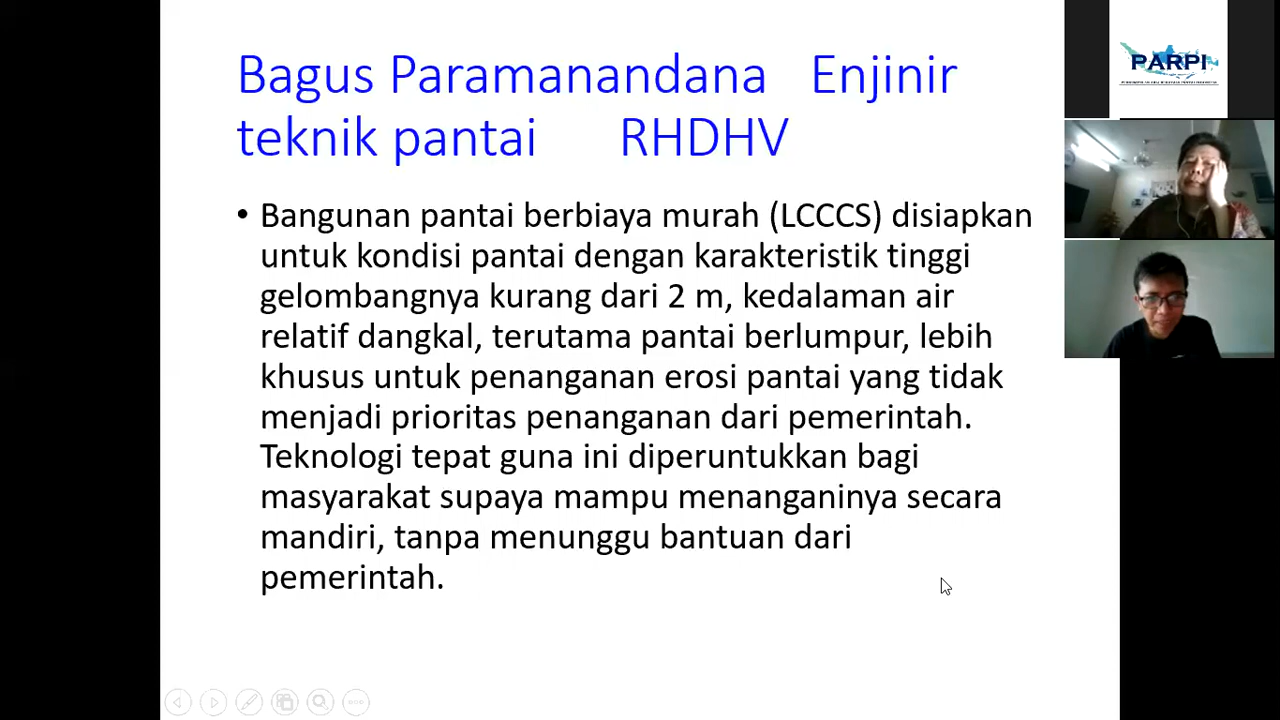 Bagus Paramanandana Enjinir
teknik pantai RHDHV
• Bangunan pantai berbiaya murah (LCCCS) disiapkan
untuk kondisi pantai dengan karakteristik tinggi
gelombangnya kurang dari 2 m, kedalaman air
relatif dangkal, terutama pantai berlumpur, lebih
khusus untuk penanganan erosi pantai yang tidak
menjadi prioritas penanganan dari pemerintah.
Teknologi tepat guna ini diperuntukkan bagi
masyarakat supaya mampu menanganinya secara
mandiri, tanpa menunggu bantuan dari
pemerintah.
PARPI